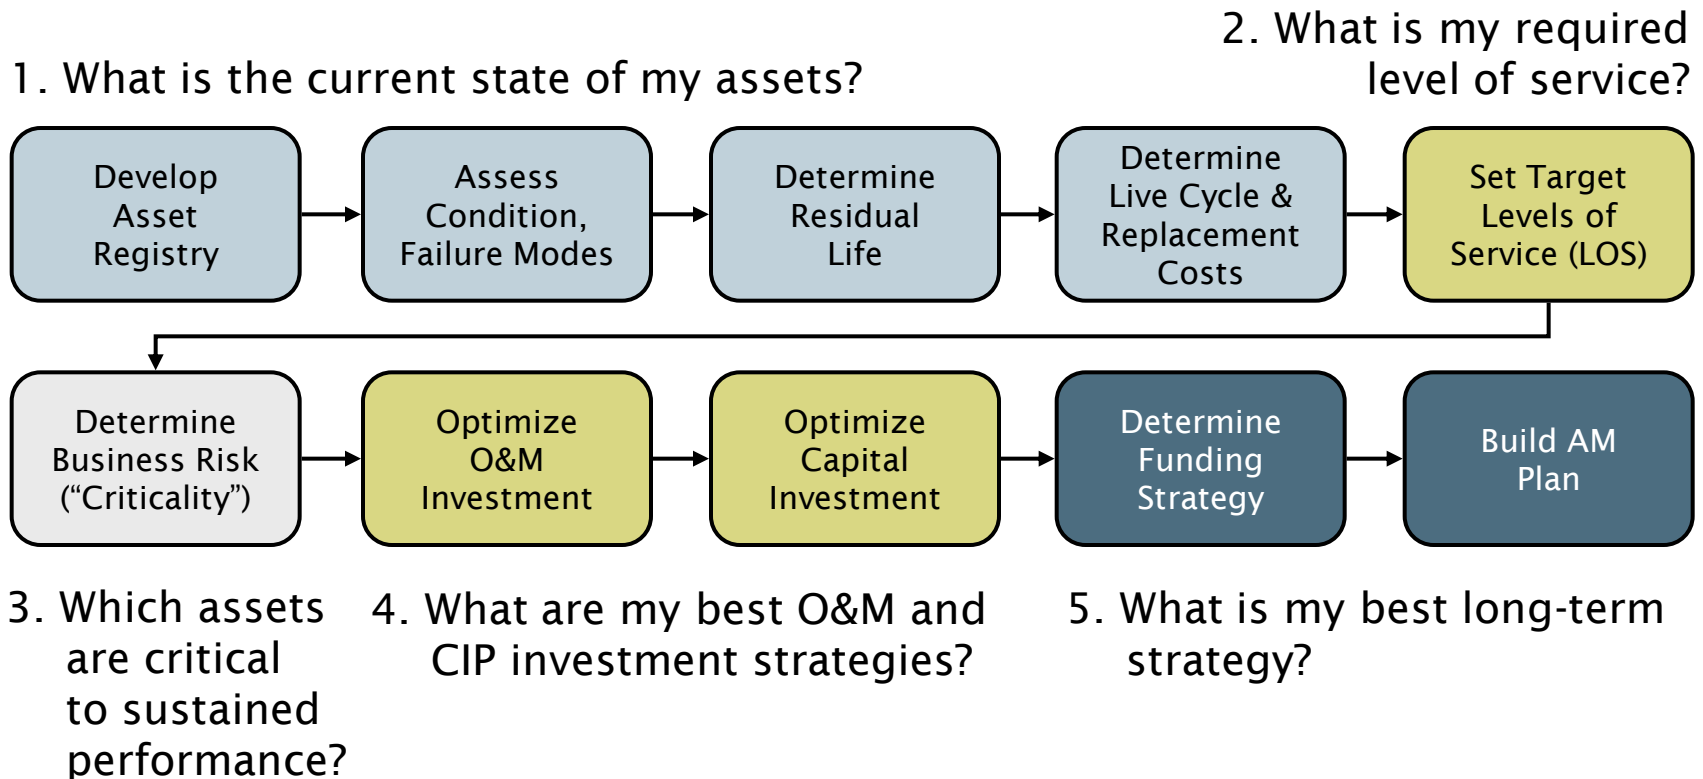 2. What is my required
level of service?
1. What is the current state of my assets?
Develop
Asset
Registry
Assess
Condition,
Failure Modes
Determine
Residual
Life
Determine
Live Cycle &
Replacement
Costs
Set Target
Levels of
Service (LOS)
Determine
Business Risk
(“Criticality”)
Optimize
O&M
Investment
Optimize
Capital
Investment
Determine
Funding
Strategy
Build AM
Plan
3. Which assets
are critical
to sustained
performance?
4. What are my best O&M and
CIP investment strategies?
5. What is my best long-term
strategy?